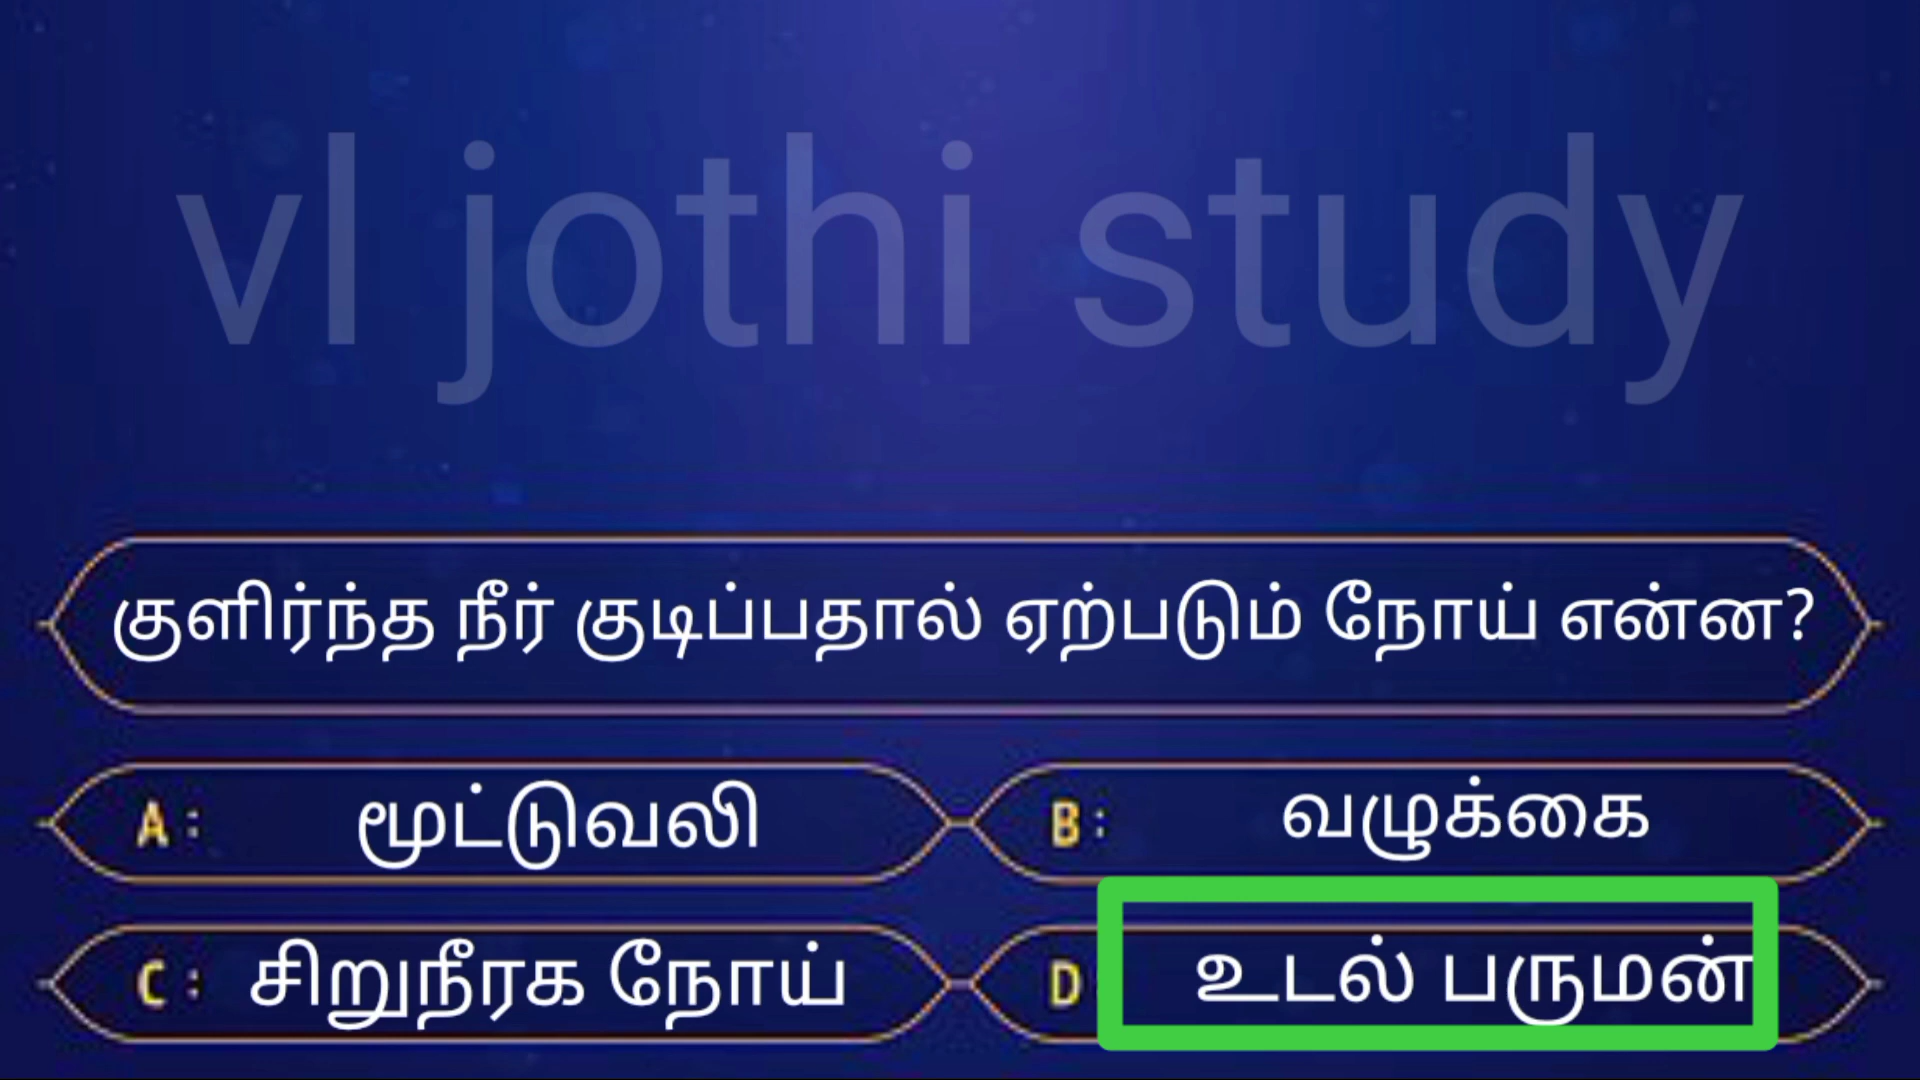 vl jothi study
குளிர்ந்த நீர் குடிப்பதால் ஏற்படும் நோய் என்ன?
A : மூட்டுவலி
B : வழுக்கை
C : சிறுநீரக நோய்
D உடல் பருமன்